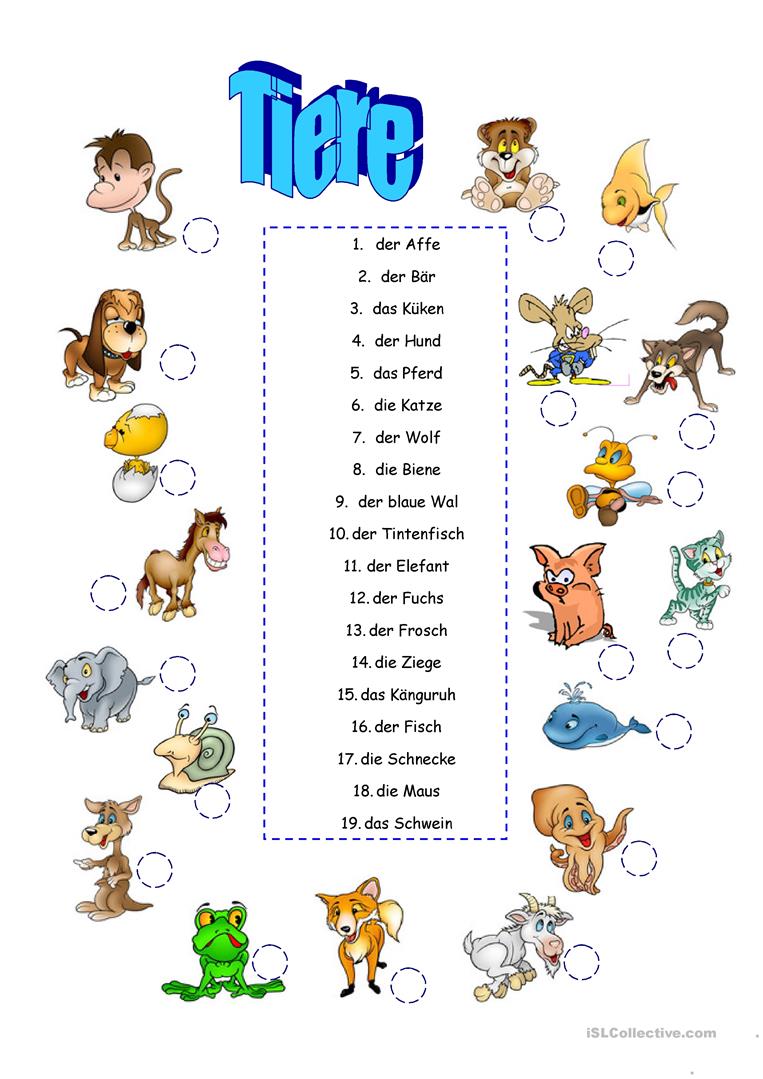 Tiere
1. der Affe
2. der Bär
3. das Küken
4. der Hund
5. das Pferd
6. die Katze
7. der Wolf
8. die Biene
9. der blaue Wal
10. der Tintenfisch
11. der Elefant
12. der Fuchs
13. der Frosch
14. die Ziege
15. das Känguruh
16. der Fisch
17. die Schnecke
18. die Maus
19. das Schwein
iSLCollective.com